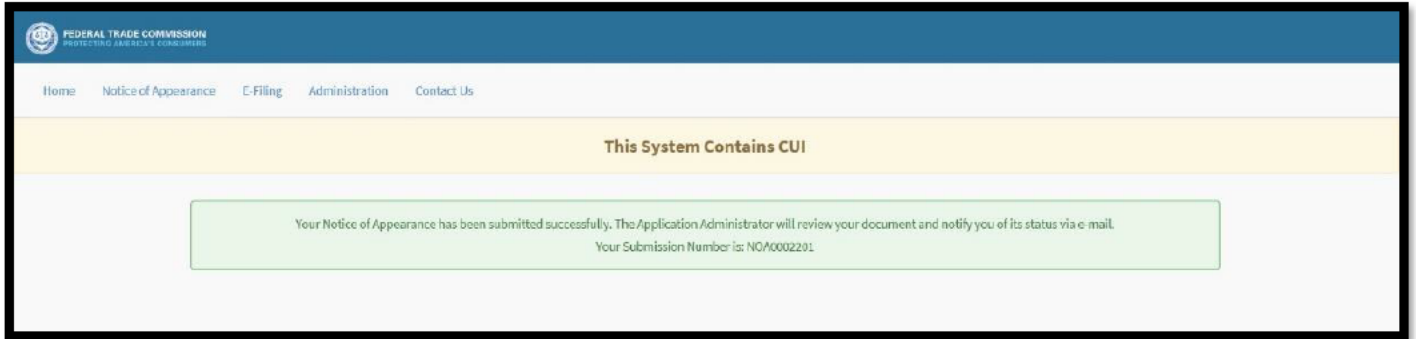 FEDERAL TRADE COMMISSION
PROTECTING AMERICA'S CONSUMERS
Home Notice of Appearance E-Filing Administration Contact Us
This System Contains CUI
Your Notice of Appearance has been submitted successfully. The Application Administrator will review your document and notify you of its status via e-mail.
Your Submission Number is: NOA0002201